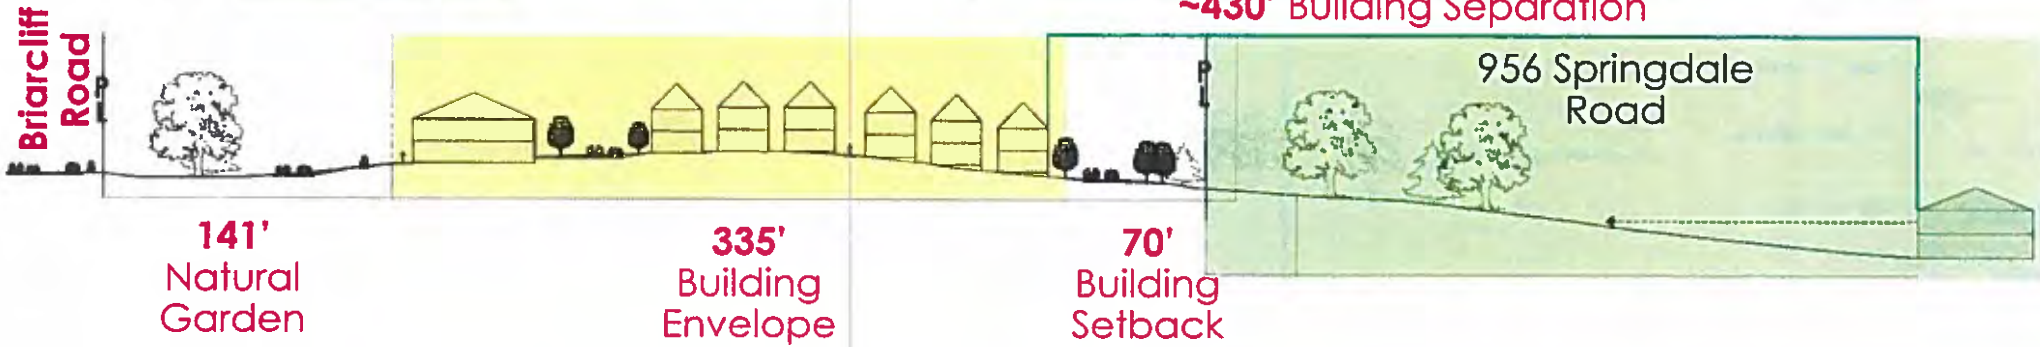 ~430' Building Separation
Briarcliff
Road
P
L
P
L
956 Springdale
Road
141'
Natural
Garden
335'
Building
Envelope
70'
Building
Setback